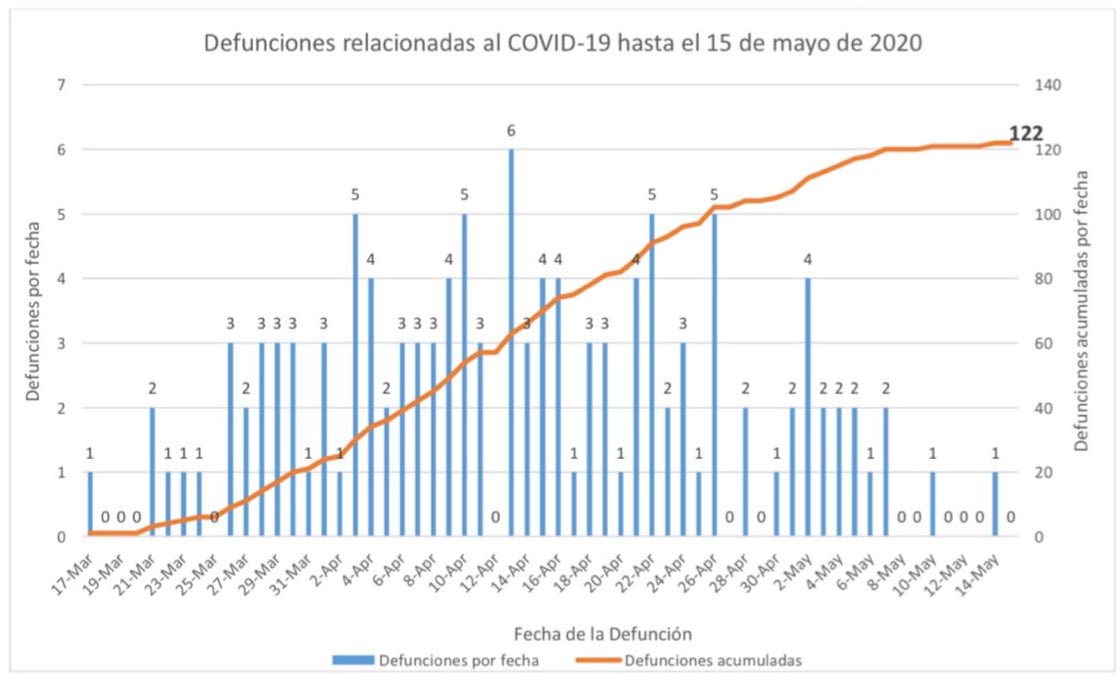 Defunciones relacionadas al COVID-19 hasta el 15 de mayo de 2020
Defunciones por fecha
7
6
5
4
3
2
1
0
1 0 0 0 2 1 1 1 0 3 2 3 3 3 1 3 1 5 4 2 3 3 3 4 5 3 0 6 3 4 4 1 3 3 1 4 5 2 3 1 5 0 2 0 1 2 4 2 2 2 1 2 0 0 1 0 0 0 1 0
122
140
120
100
80
60
40
20
0
Defunciones acumuladas por fecha
17-Mar 19-Mar 21-Mar 23-Mar 25-Mar 27-Mar 29-Mar 31-Mar 2-Apr 4-Apr 6-Apr 8-Apr 10-Apr 12-Apr 14-Apr 16-Apr 18-Apr 20-Apr 22-Apr 24-Apr 26-Apr 28-Apr 30-Apr 2-May 4-May 6-May 8-May 10-May 12-May 14-May
Fecha de la Defunción
Defunciones por fecha Defunciones acumuladas